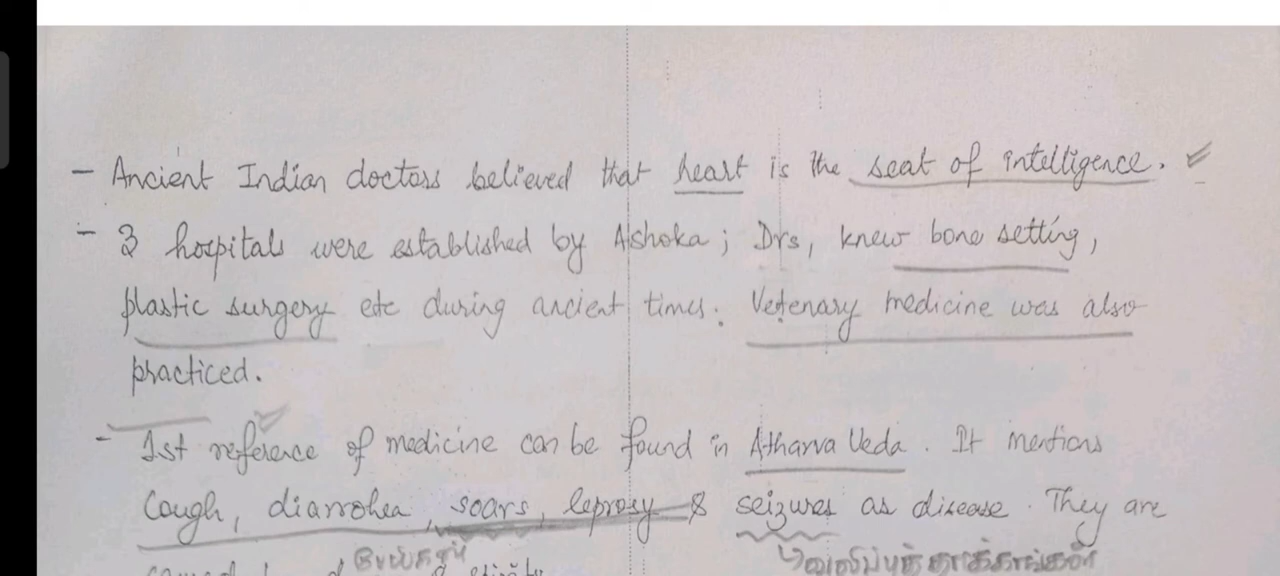 - Ancient Indian doctors believed that heart is the seat of intelligence.
- 3 hospitals were established by Ashoka; Drs, knew bone setting,
plastic surgery etc during ancient times. Vetenary medicine was also
practiced.
- 1st reference of medicine can be found in Atharva Veda. It mentions
Cough, diarrohea, soars, leprosy & seizures as disease. They are